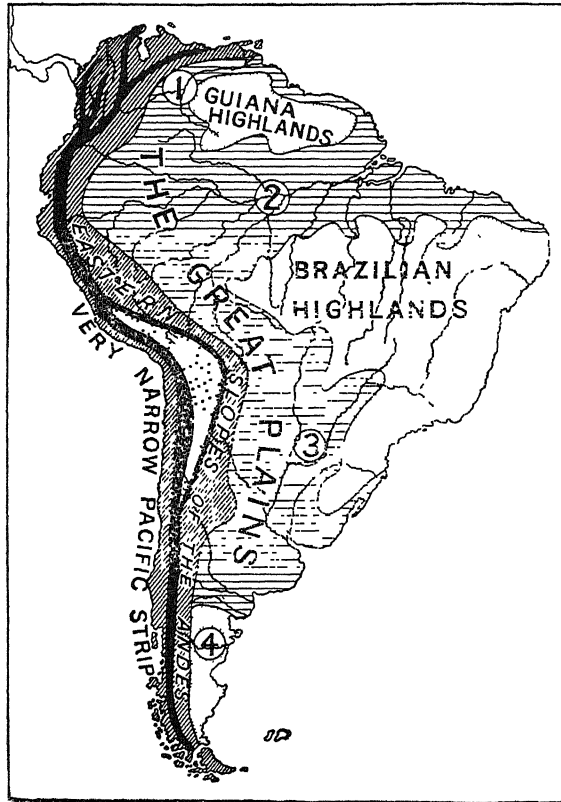 1
GUIANA
HIGHLANDS
THE GREAT PLAINS
2
BRAZILIAN
HIGHLANDS
EASTERN SLOPES OF THE ANDES
VERY NARROW PACIFIC STRIP
3
4